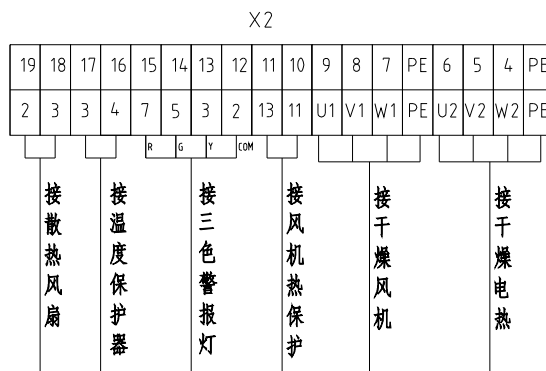 X2
19 18 17 16 15 14 13 12 11 10 9 8 7 PE 6 5 4 PE
2 3 3 4 7 5 3 2 13 11 U1 V1 W1 PE U2 V2 W2 PE
R G Y COM
接散热风扇
接温度保护器
接三色警报灯
接风机热保护
接干燥风机
接干燥电热